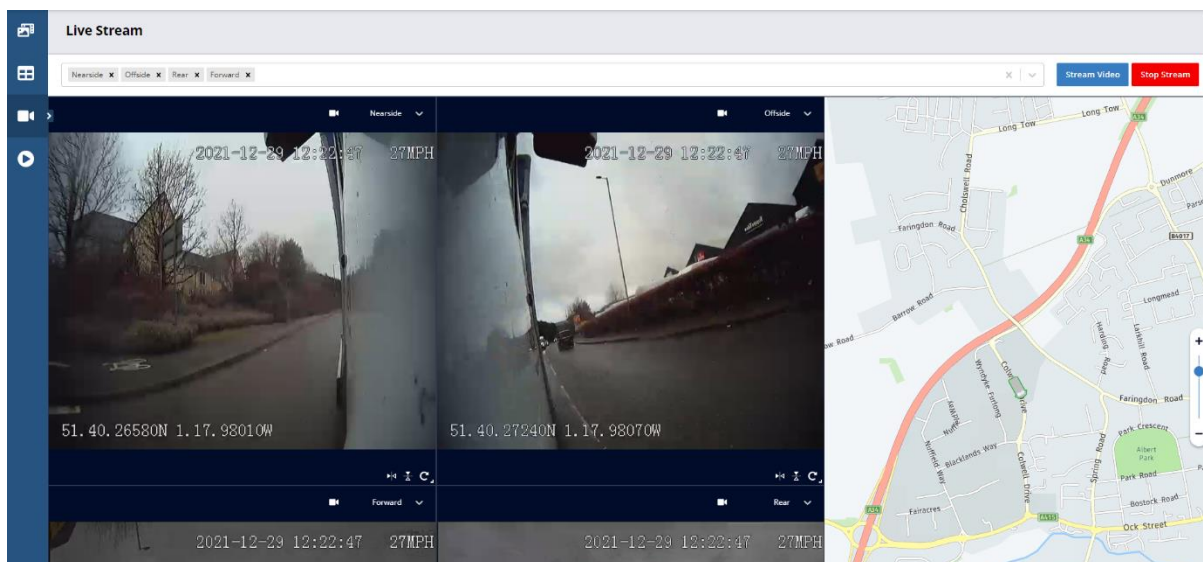 Live Stream
Nearside x Offside x Rear x Forward x
Stream Video
Stop Stream
Nearside
2021-12-29 12:22:47 27MPH
51.40.26580N 1.17.98010W
Offside
2021-12-29 12:22:47 27MPH
51.40.27240N 1.17.98070W
Forward
2021-12-29 12:22:47 27MPH
Rear
2021-12-29 12:22:47 27MPH
Long Tow
Long Tow
A34
Cholswell Road
Dunmore
Faringdon Road
A34
B4017
Longmead
Barrow Road
Larkhill Road
Harding Road
Wyndyke Furlong
Colwell Drive
Faringdon Road
Nuffield Way
Blacklands Way
Spring Road
Park Crescent
Albert
Park
Park Road
Colwell Drive
Bostock Road
Fairacres
A34
A415
Ock Street